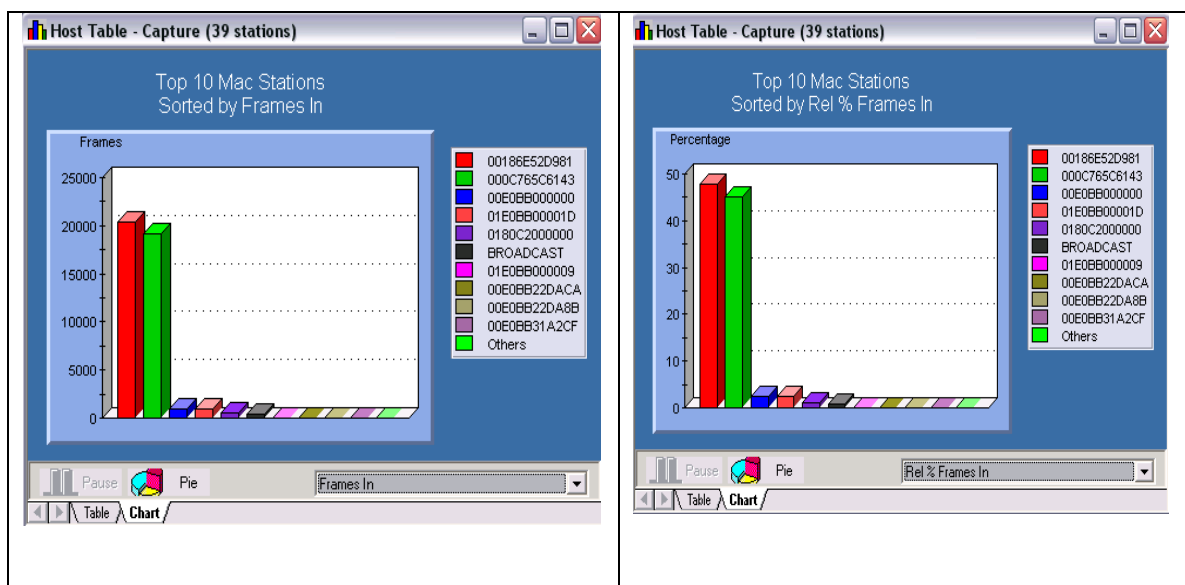 Host Table - Capture (39 stations)
Top 10 Mac Stations
Sorted by Frames In
Frames
25000
20000
15000
10000
5000
0
00186E52D981
000C765C6143
00E0BB000000
01E0BB00001D
0180C2000000
BROADCAST
01E0BB000009
00E0BB22DACA
00E0BB22DA8B
00E0BB31A2CF
Others
Pause
Pie
Frames In
Table
Chart
Host Table - Capture (39 stations)
Top 10 Mac Stations
Sorted by Rel % Frames In
Percentage
50
40
30
20
10
0
00186E52D981
000C765C6143
00E0BB000000
01E0BB00001D
0180C2000000
BROADCAST
01E0BB000009
00E0BB22DACA
00E0BB22DA8B
00E0BB31A2CF
Others
Pause
Pie
Rel % Frames In
Table
Chart